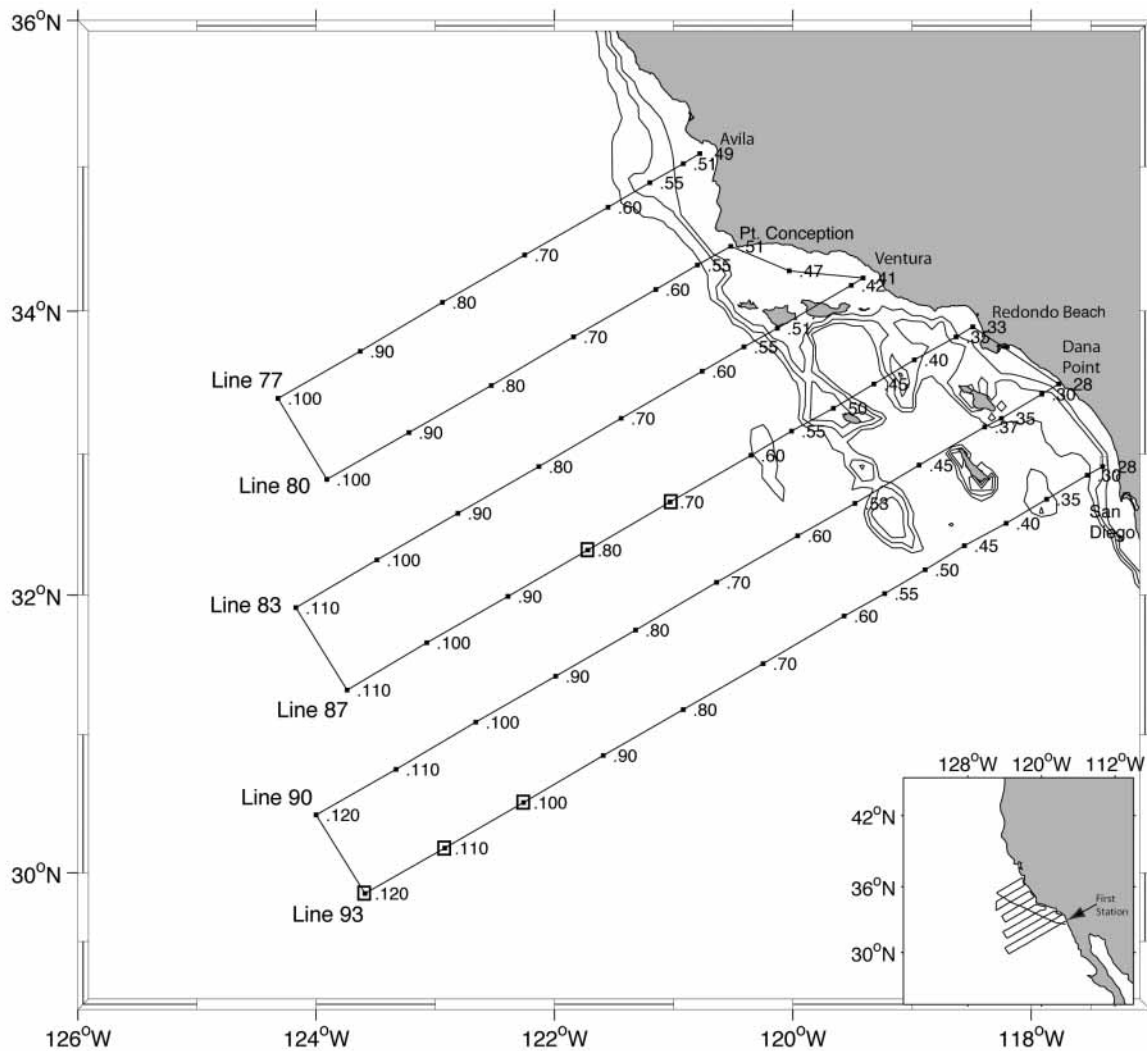 36°N
34°N
32°N
30°N
126°W
124°W
122°W
120°W
118°W
Avila
.49
.51
.55
.60
.70
.80
.90
.100
Line 77
Pt. Conception
.51
.55
.60
.70
.80
.90
.100
Line 80
.47
Ventura
.41
.42
.51
.55
.60
.70
.80
.90
.100
.110
Line 83
Redondo Beach
.33
.35
.40
.45
.50
.55
.60
.70
.80
.90
.100
.110
Line 87
Dana
Point
.28
.30
.35
.37
.45
.53
.60
.70
.80
.90
.100
.110
.120
Line 90
.28
.30
San
Diego
.35
.40
.45
.50
.55
.60
.70
.80
.90
.100
.110
.120
Line 93
128°W
120°W
112°W
42°N
36°N
30°N
First
Station